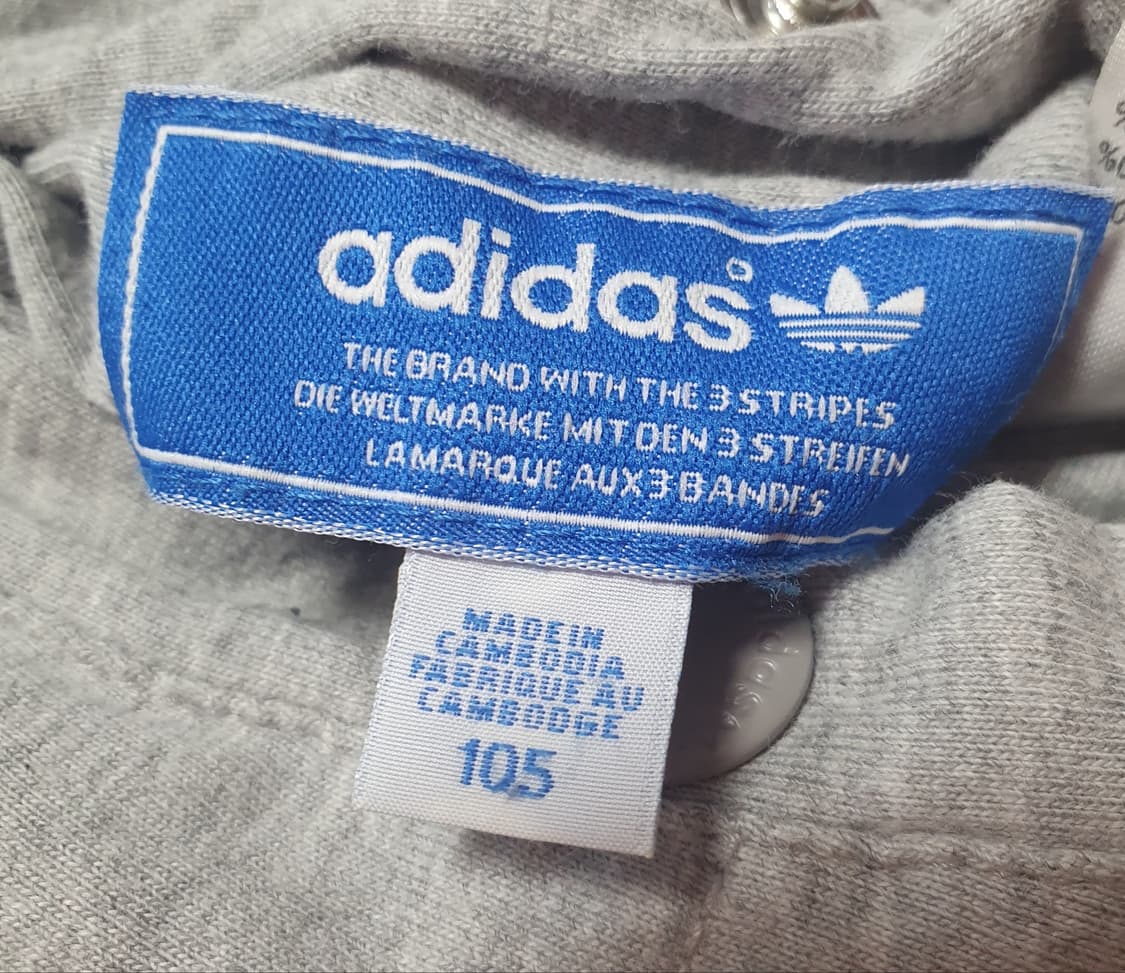 adidas
THE BRAND WITH THE 3 STRIPES
DIE WELTMARKE MIT DEN 3 STREIFEN
LA MARQUE AUX 3 BANDES
MADE IN
CAMBODIA
FABRIQUE AU
CAMBODGE
105
adidas